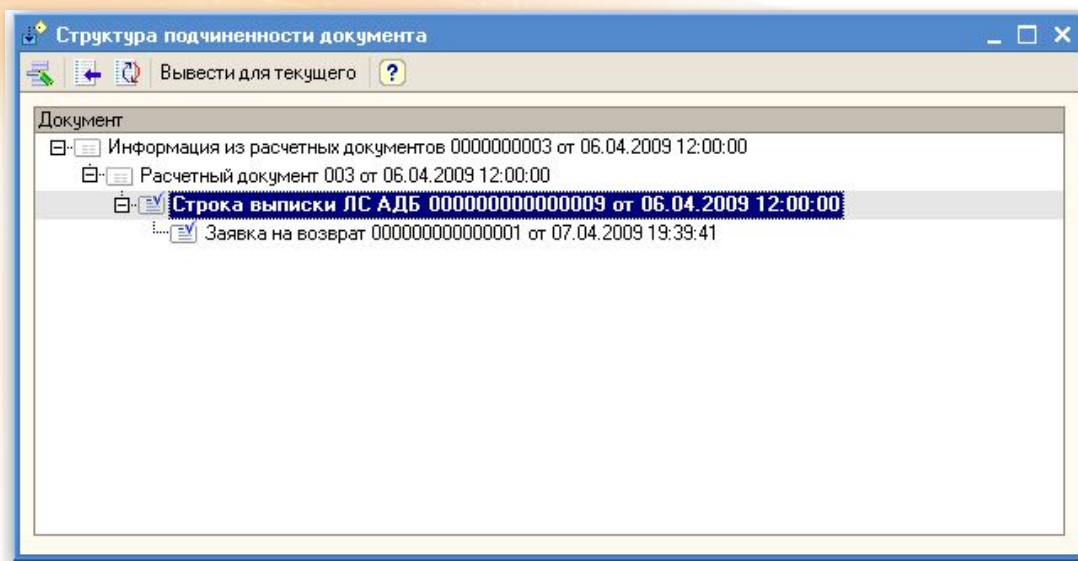 Структура подчиненности документа
Вывести для текущего ?
Документ
Информация из расчетных документов 0000000003 от 06.04.2009 12:00:00
Расчетный документ 003 от 06.04.2009 12:00:00
Строка выписки ЛС АДБ 000000000000009 от 06.04.2009 12:00:00
Заявка на возврат 000000000000001 от 07.04.2009 19:39:41